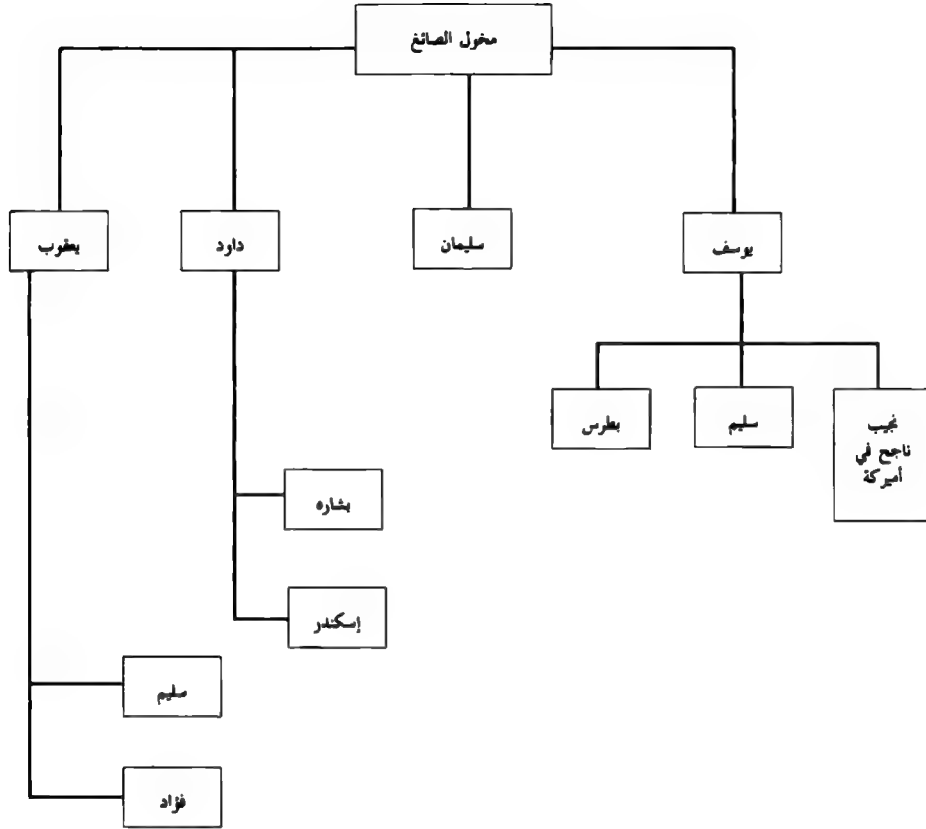 مخول الصائغ
يوسف
سليمان
داود
يعقوب
نجيب
ناجح في
أميركة
سليم
بطرس
بشاره
إسكندر
سليم
فؤاد